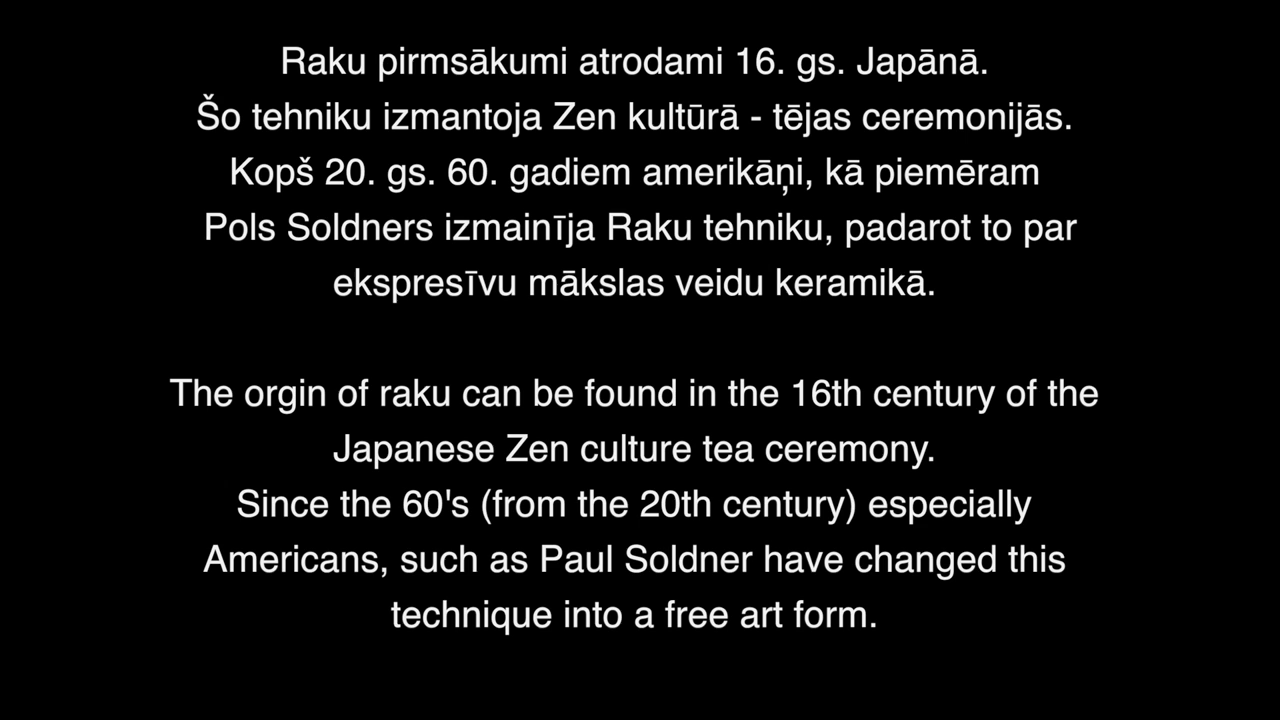 Raku pirmsākumi atrodami 16. gs. Japānā.
Šo tehniku izmantoja Zen kultūrā - tējas ceremonijās.
Kopš 20. gs. 60. gadiem amerikāņi, kā piemēram
Pols Soldners izmainīja Raku tehniku, padarot to par
ekspresīvu mākslas veidu keramikā.
The orgin of raku can be found in the 16th century of the
Japanese Zen culture tea ceremony.
Since the 60's (from the 20th century) especially
Americans, such as Paul Soldner have changed this
technique into a free art form.